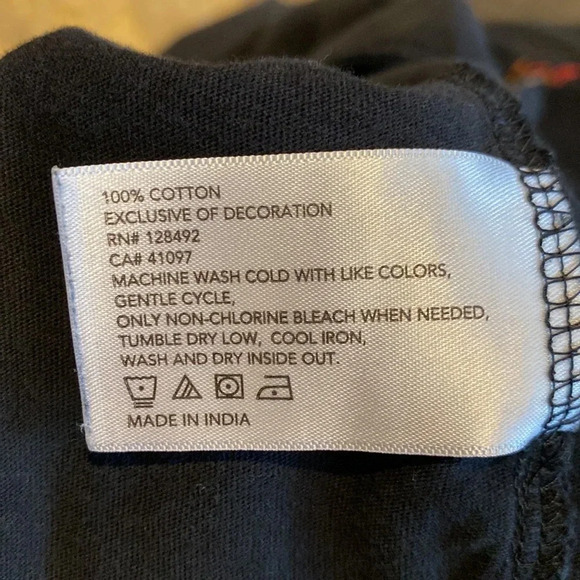 100% COTTON
EXCLUSIVE OF DECORATION
RN# 128492
CA# 41097
MACHINE WASH COLD WITH LIKE COLORS,
GENTLE CYCLE,
ONLY NON-CHLORINE BLEACH WHEN NEEDED,
TUMBLE DRY LOW, COOL IRON,
WASH AND DRY INSIDE OUT.
MADE IN INDIA